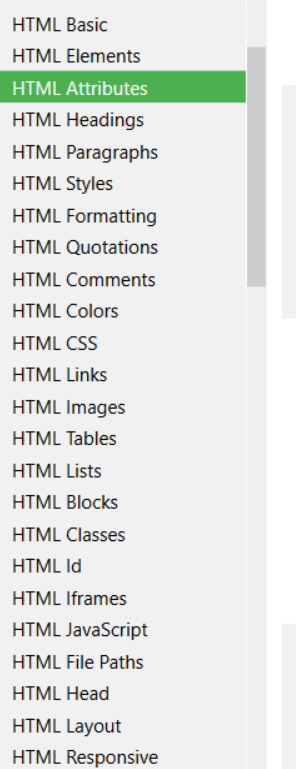 HTML Basic
HTML Elements
HTML Attributes
HTML Headings
HTML Paragraphs
HTML Styles
HTML Formatting
HTML Quotations
HTML Comments
HTML Colors
HTML CSS
HTML Links
HTML Images
HTML Tables
HTML Lists
HTML Blocks
HTML Classes
HTML Id
HTML Iframes
HTML JavaScript
HTML File Paths
HTML Head
HTML Layout
HTML Responsive